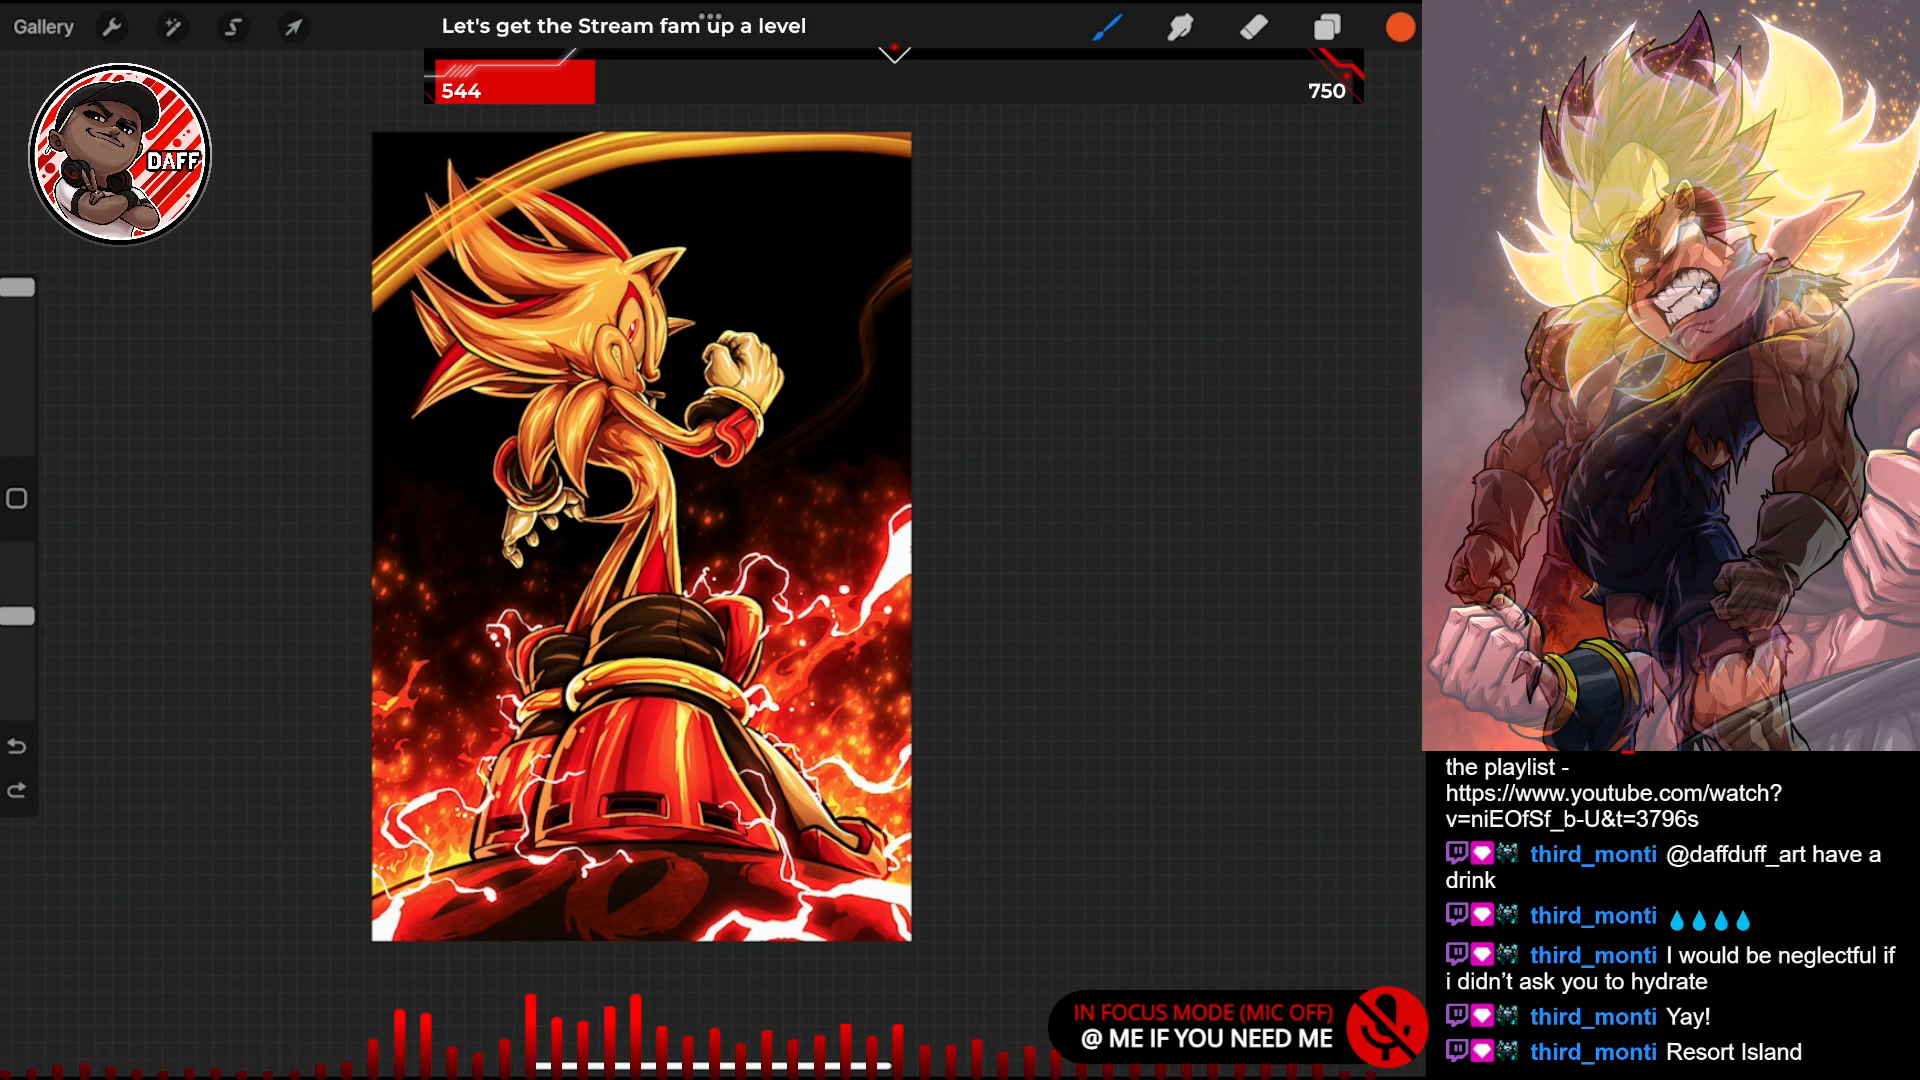 Gallery
Let's get the Stream fam up a level
544
750
DAFF
the playlist -
https://www.youtube.com/watch?
v=niEOfSf_b-U&t=3796s
third_monti @daffduff_art have a
drink
third_monti 💧💧💧💧
third_monti I would be neglectful if
i didn’t ask you to hydrate
third_monti Yay!
third_monti Resort Island
IN FOCUS MODE (MIC OFF)
@ ME IF YOU NEED ME